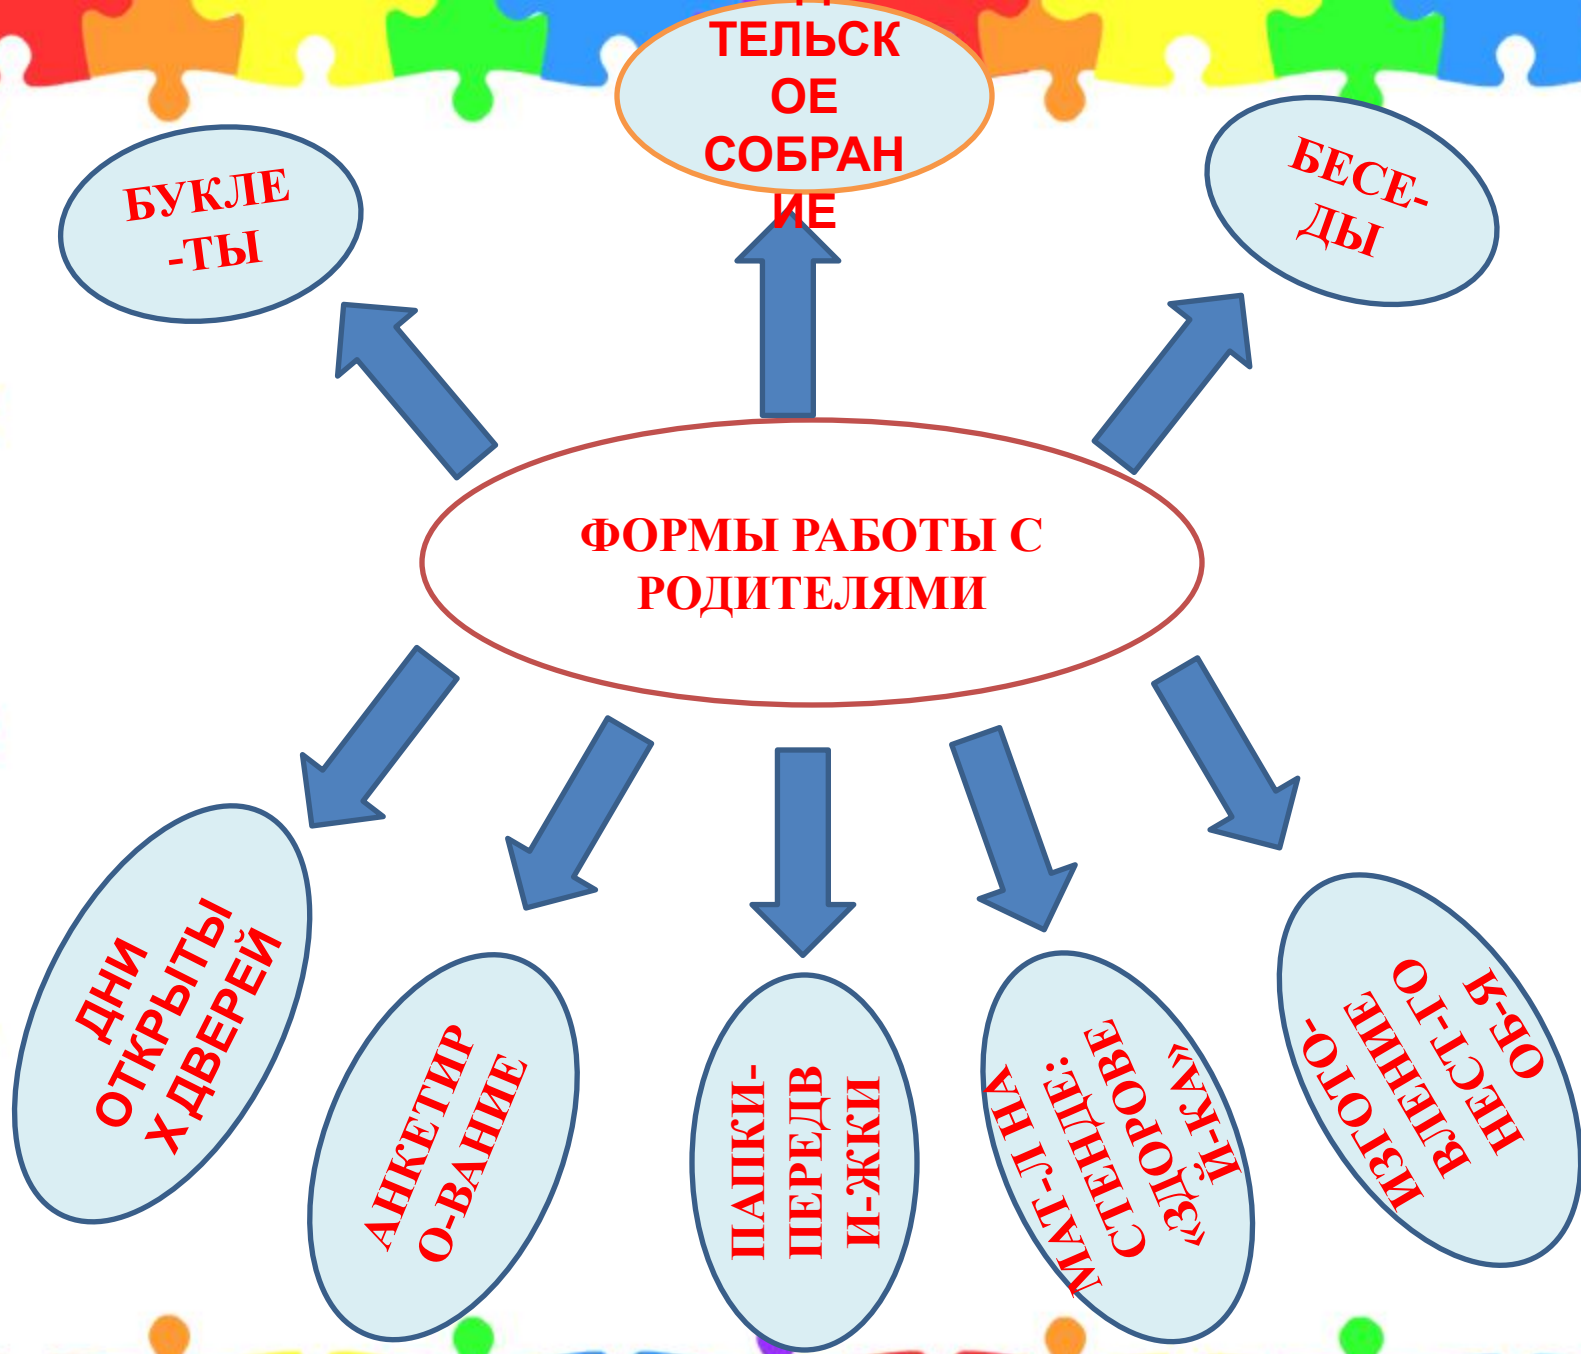 ТЕЛЬСК
ОЕ
СОБРАН
ИЕ
БУКЛЕ
-ТЫ
БЕСЕ-
ДЫ
ФОРМЫ РАБОТЫ С
РОДИТЕЛЯМИ
ДНИ
ОТКРЫТЫ
Х ДВЕРЕЙ
АНКЕТИР
О-ВАНИЕ
ПАПКИ-
ПЕРЕДВ
И-ЖКИ
МАТ-ЛІ НА
СТЕНДЕ:
«ЗДОРОВЕ
Й-КА»
ИЗГОТО-
ВЛЕНИЕ
НЕСТ-ГО
ОБ-Я